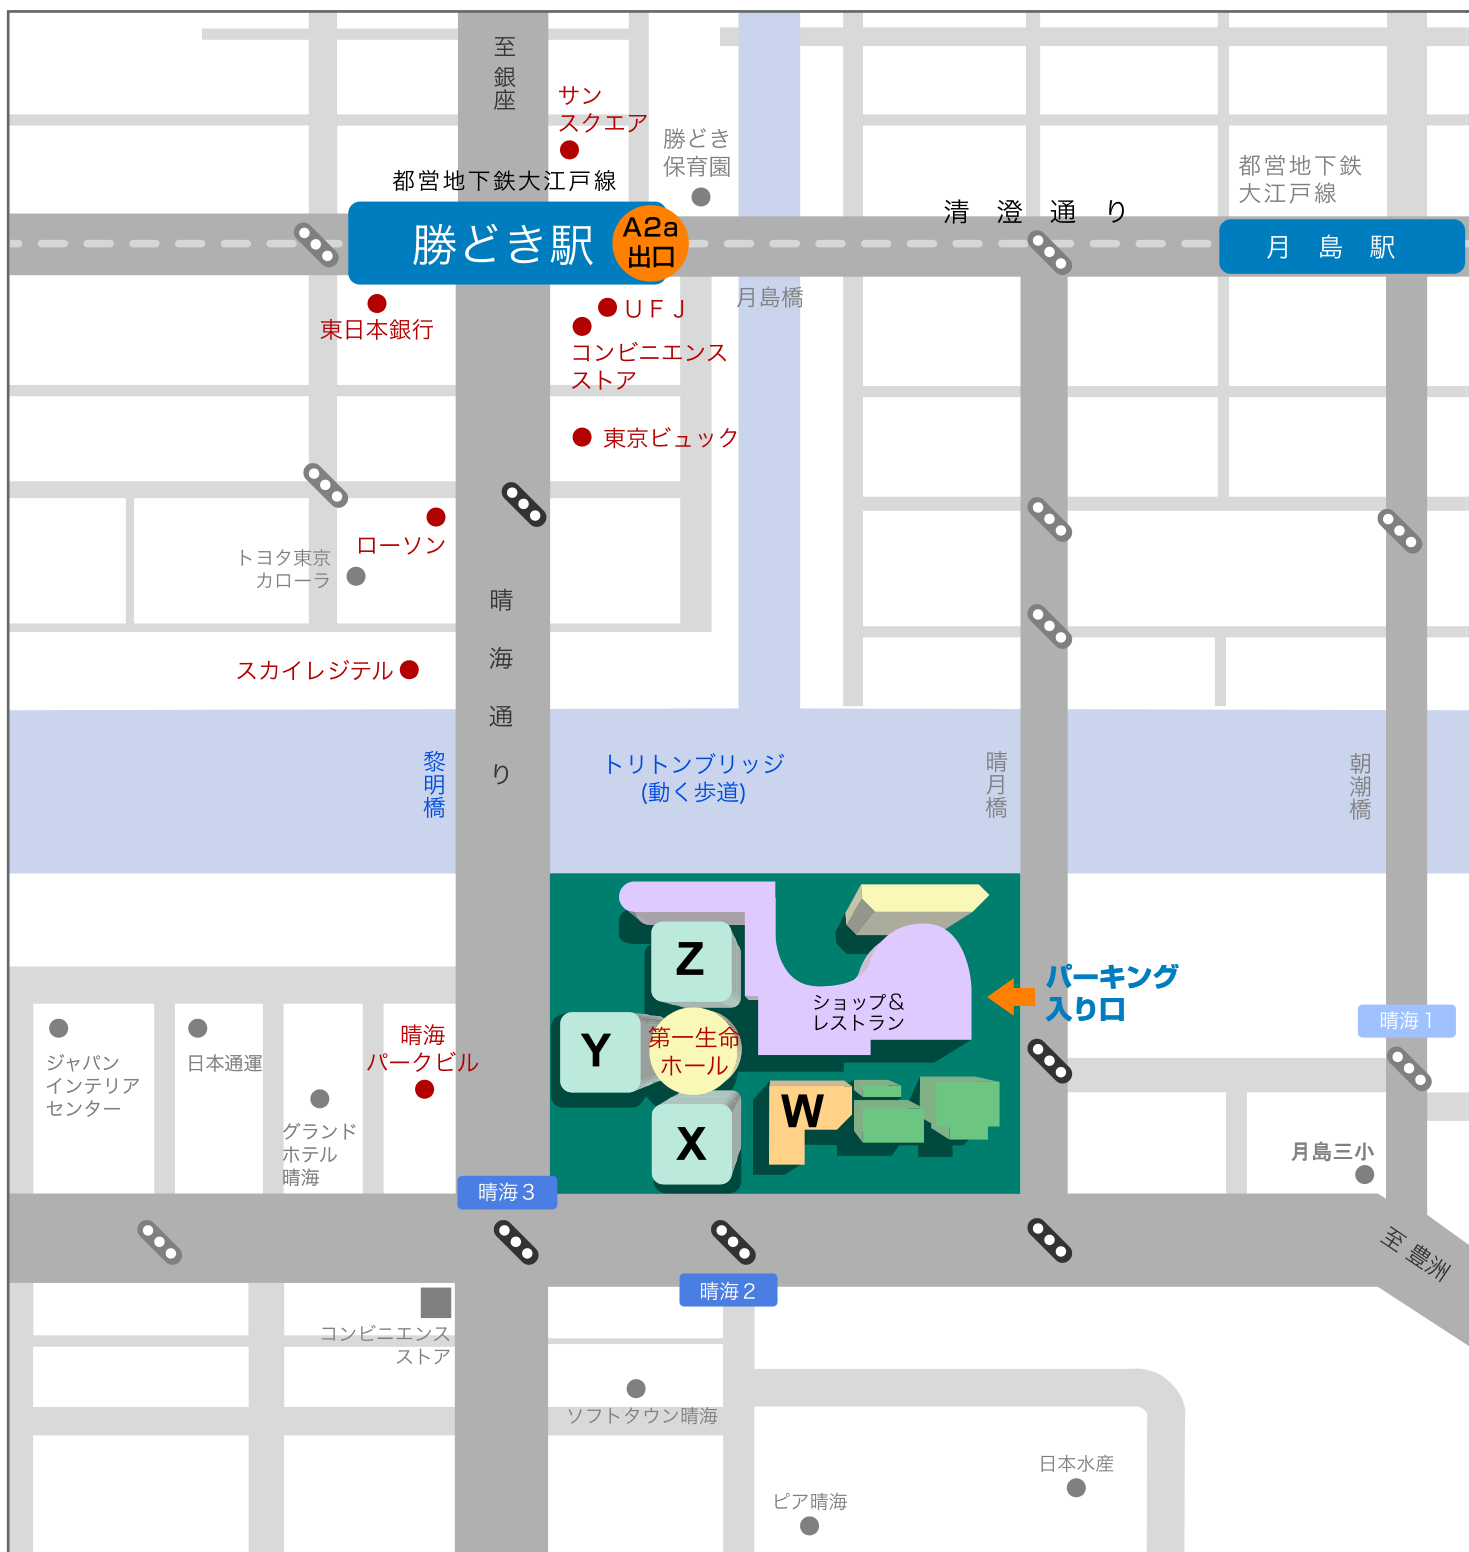 至銀座
サン
スクエア
勝どき
保育園
都営地下鉄大江戸線
勝どき駅
A2a
出口
清澄通り
都営地下鉄
大江戸線
月島駅
月島橋
東日本銀行
UFJ
コンビニエンス
ストア
東京ビュック
ローソン
トヨタ東京
カローラ
晴海通り
スカイレジテル
黎明橋
トリトンブリッジ
(動く歩道)
晴月橋
朝潮橋
Z
Y
X
W
第一生命
ホール
ショップ&
レストラン
パーキング
入り口
晴海1
ジャパン
インテリア
センター
日本通運
グランド
ホテル
晴海
晴海
パークビル
月島三小
晴海3
晴海2
至豊洲
コンビニエンス
ストア
ソフトタウン晴海
日本水産
ピア晴海